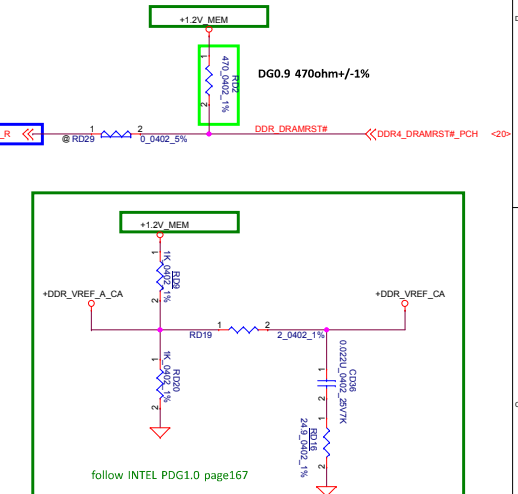 +1.2V_MEM
1
RD2
470_0402_1%
2
DG0.9 470ohm+/-1%
_R
@ RD29
1
2
0_0402_5%
DDR_DRAMRST#
DDR4_DRAMRST#_PCH
<20>
+1.2V_MEM
1
RD9
1K_0402_1%
2
+DDR_VREF_A_CA
+DDR_VREF_CA
RD19
1
2
2_0402_1%
1
RD20
1K_0402_1%
2
1
CD36
0.022U_0402_25V7K
2
1
RD16
24.9_0402_1%
2
follow INTEL PDG1.0 page167